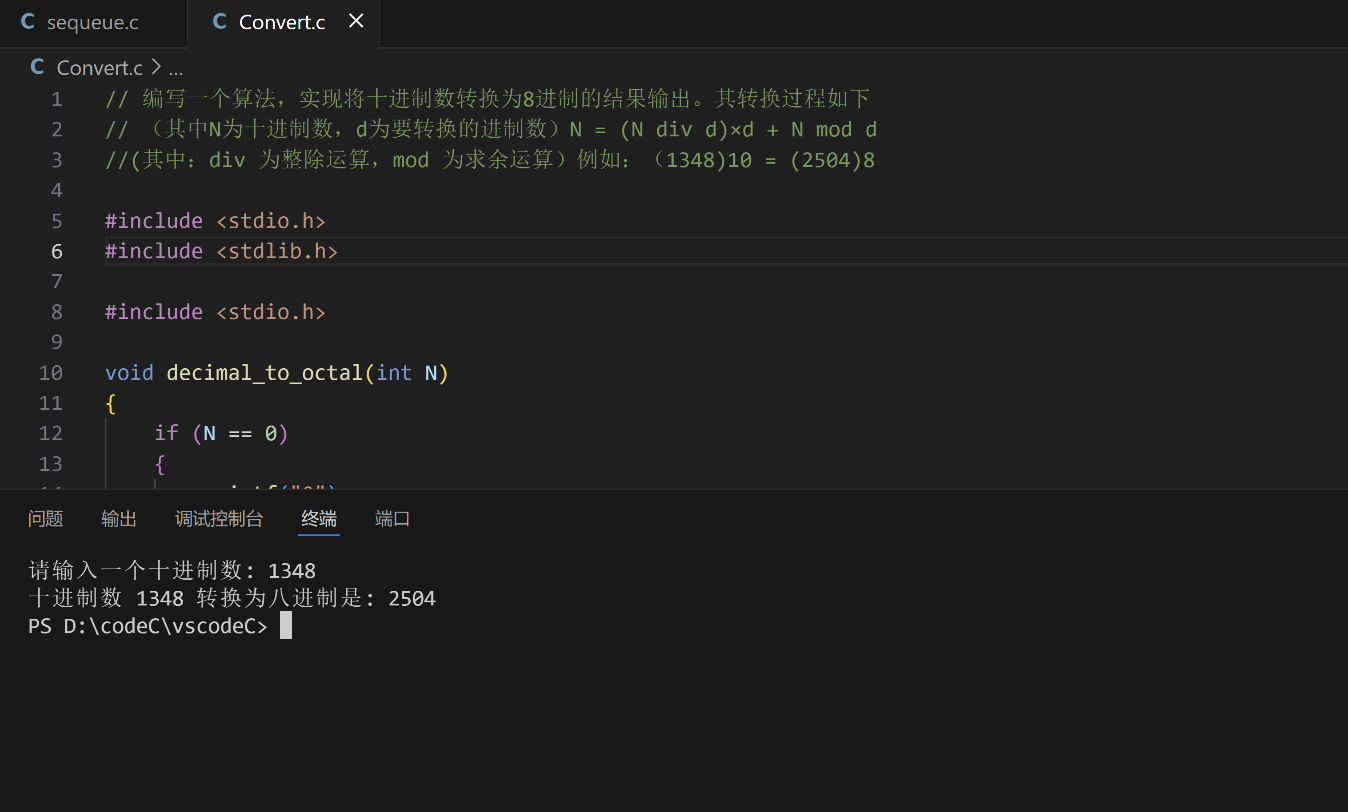 C sequeue.c C Convert.c ×
C Convert.c > ...
1 // 编写一个算法，实现将十进制数转换为8进制的结果输出。其转换过程如下
2 // （其中N为十进制数，d为要转换的进制数）N = (N div d)×d + N mod d
3 //(其中：div 为整除运算，mod 为求余运算）例如：（1348)10 = (2504)8
4
5 #include <stdio.h>
6 #include <stdlib.h>
7
8 #include <stdio.h>
9
10 void decimal_to_octal(int N)
11 {
12 if (N == 0)
13 {
问题 输出 调试控制台 终端 端口
请输入一个十进制数: 1348
十进制数 1348 转换为八进制是: 2504
PS D:\codeC\vscodeC>